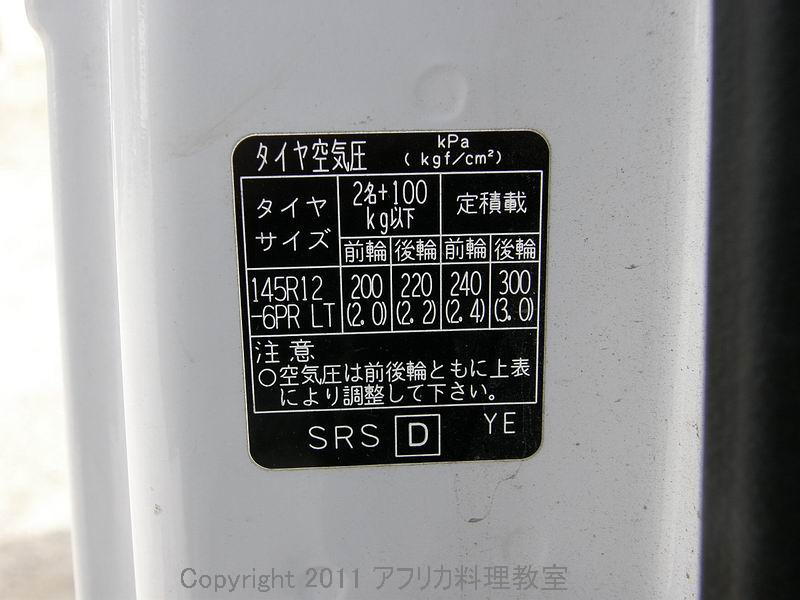 タイヤ空気圧 kPa
(kgf/cm²)
タイヤ
サイズ
2名+100
kg以下
定積載
前輪 後輪 前輪 後輪
145R12
-6PR LT
200 220 240 300
(2.0) (2.2) (2.4) (3.0)
注意
○空気圧は前後輪ともに上表
により調整して下さい。
SRS D YE
Copyright 2011 アフリカ料理教室